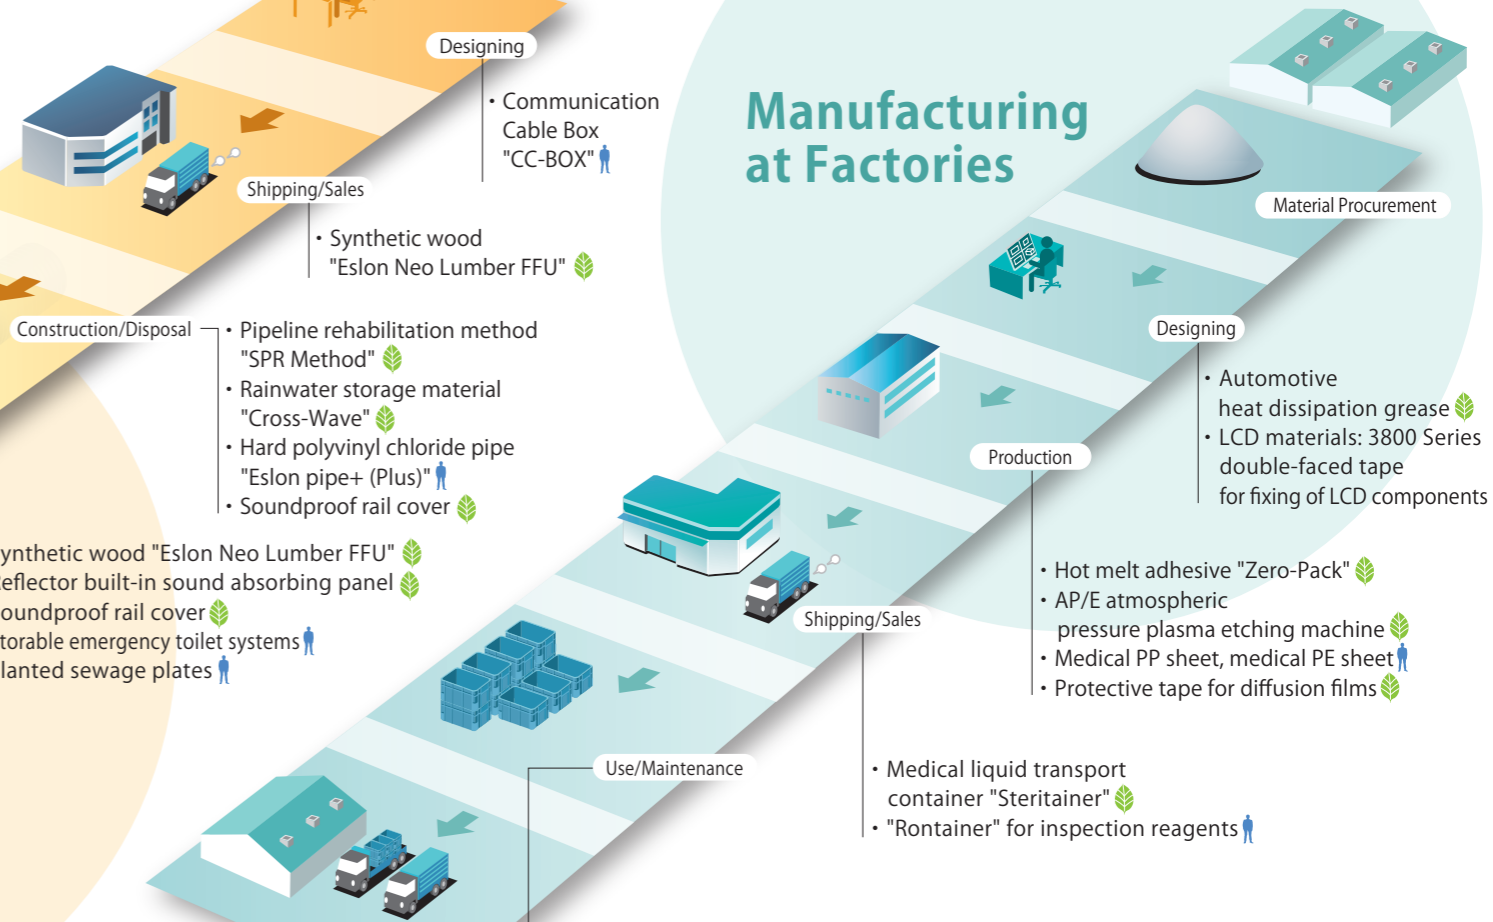 Designing
• Communication
Cable Box
"CC-BOX"
Shipping/Sales
• Synthetic wood
"Eslon Neo Lumber FFU"
Construction/Disposal
• Pipeline rehabilitation method
"SPR Method"
• Rainwater storage material
"Cross-Wave"
• Hard polyvinyl chloride pipe
"Eslon pipe+ (Plus)"
• Soundproof rail cover
ynthetic wood "Eslon Neo Lumber FFU"
eflector built-in sound absorbing panel
oundproof rail cover
torable emergency toilet systems
lanted sewage plates
Manufacturing
at Factories
Material Procurement
Designing
• Automotive
heat dissipation grease
• LCD materials: 3800 Series
double-faced tape
for fixing of LCD components
Production
• Hot melt adhesive "Zero-Pack"
• AP/E atmospheric
pressure plasma etching machine
• Medical PP sheet, medical PE sheet
• Protective tape for diffusion films
Shipping/Sales
• Medical liquid transport
container "Steritainer"
• "Rontainer" for inspection reagents
Use/Maintenance